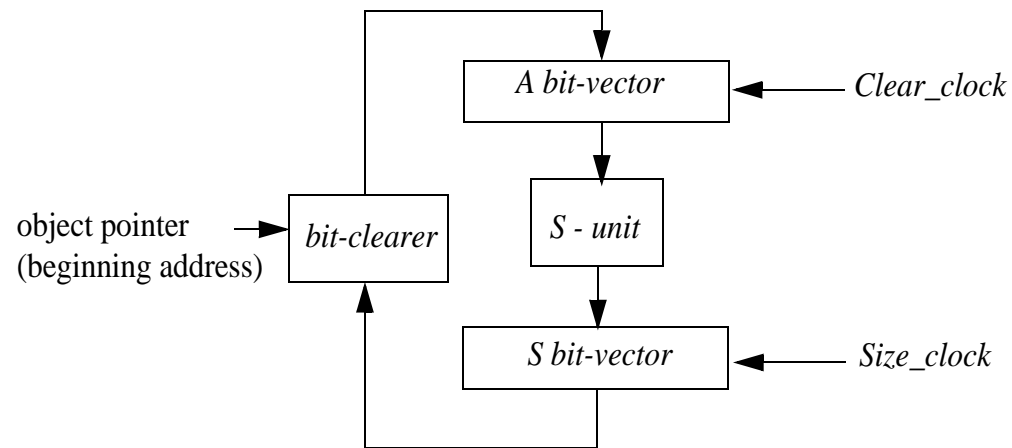 A bit-vector
Clear_clock
S - unit
object pointer
(beginning address)
bit-clearer
S bit-vector
Size_clock